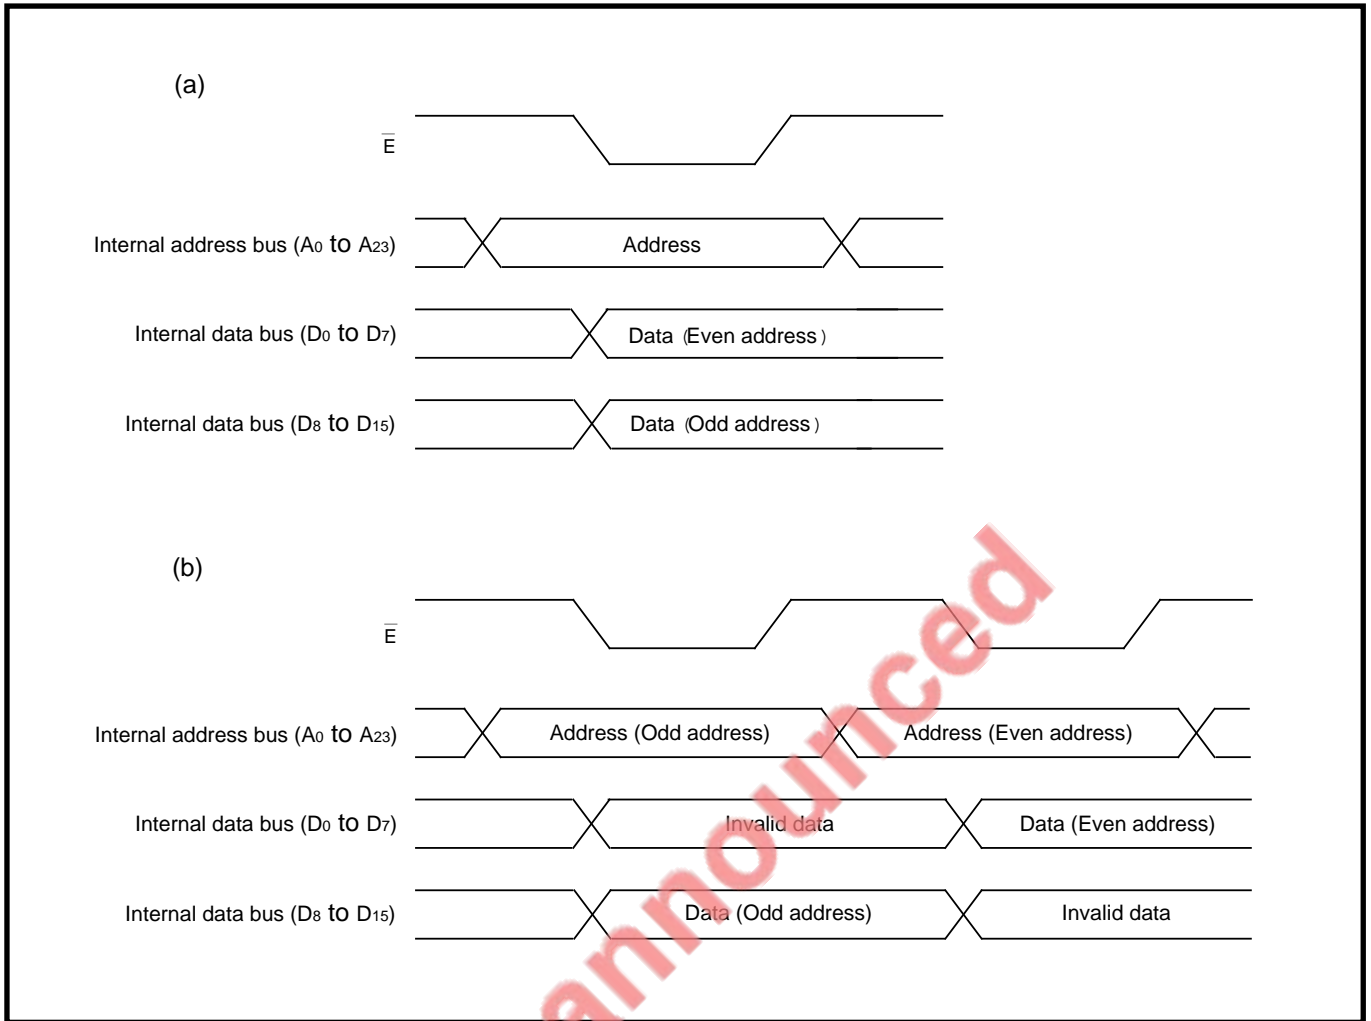 (a)
E̅
Internal address bus (A0 to A23)
Address
Internal data bus (D0 to D7)
Data (Even address)
Internal data bus (D8 to D15)
Data (Odd address)
(b)
E̅
Internal address bus (A0 to A23)
Address (Odd address)
Address (Even address)
Internal data bus (D0 to D7)
Invalid data
Data (Even address)
Internal data bus (D8 to D15)
Data (Odd address)
Invalid data
announced